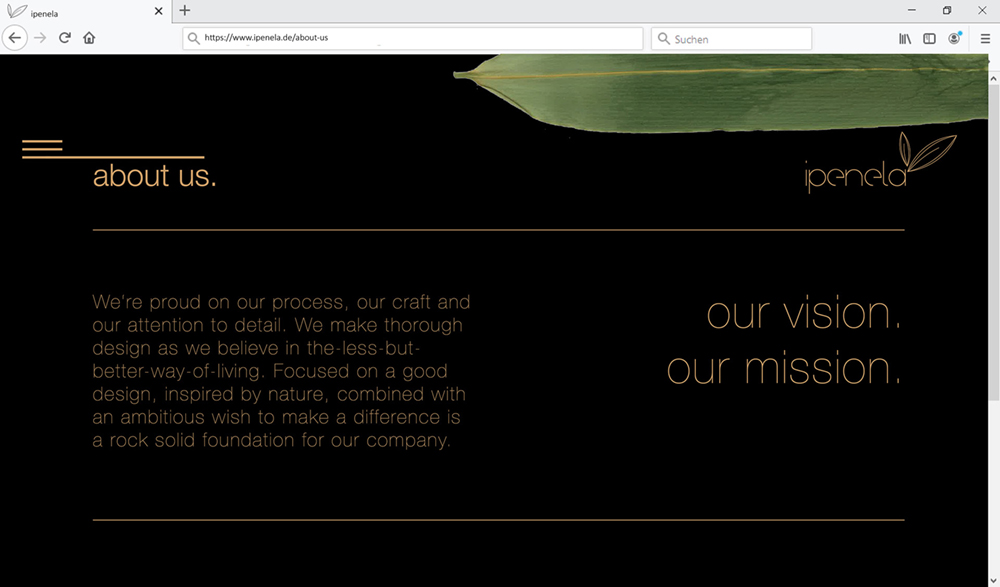 ipenela
https://www.ipenela.de/about-us
Suchen
about us.
ipenela
We're proud on our process, our craft and
our attention to detail. We make thorough
design as we believe in the-less-but-
better-way-of-living. Focused on a good
design, inspired by nature, combined with
an ambitious wish to make a difference is
a rock solid foundation for our company.
our vision.
our mission.